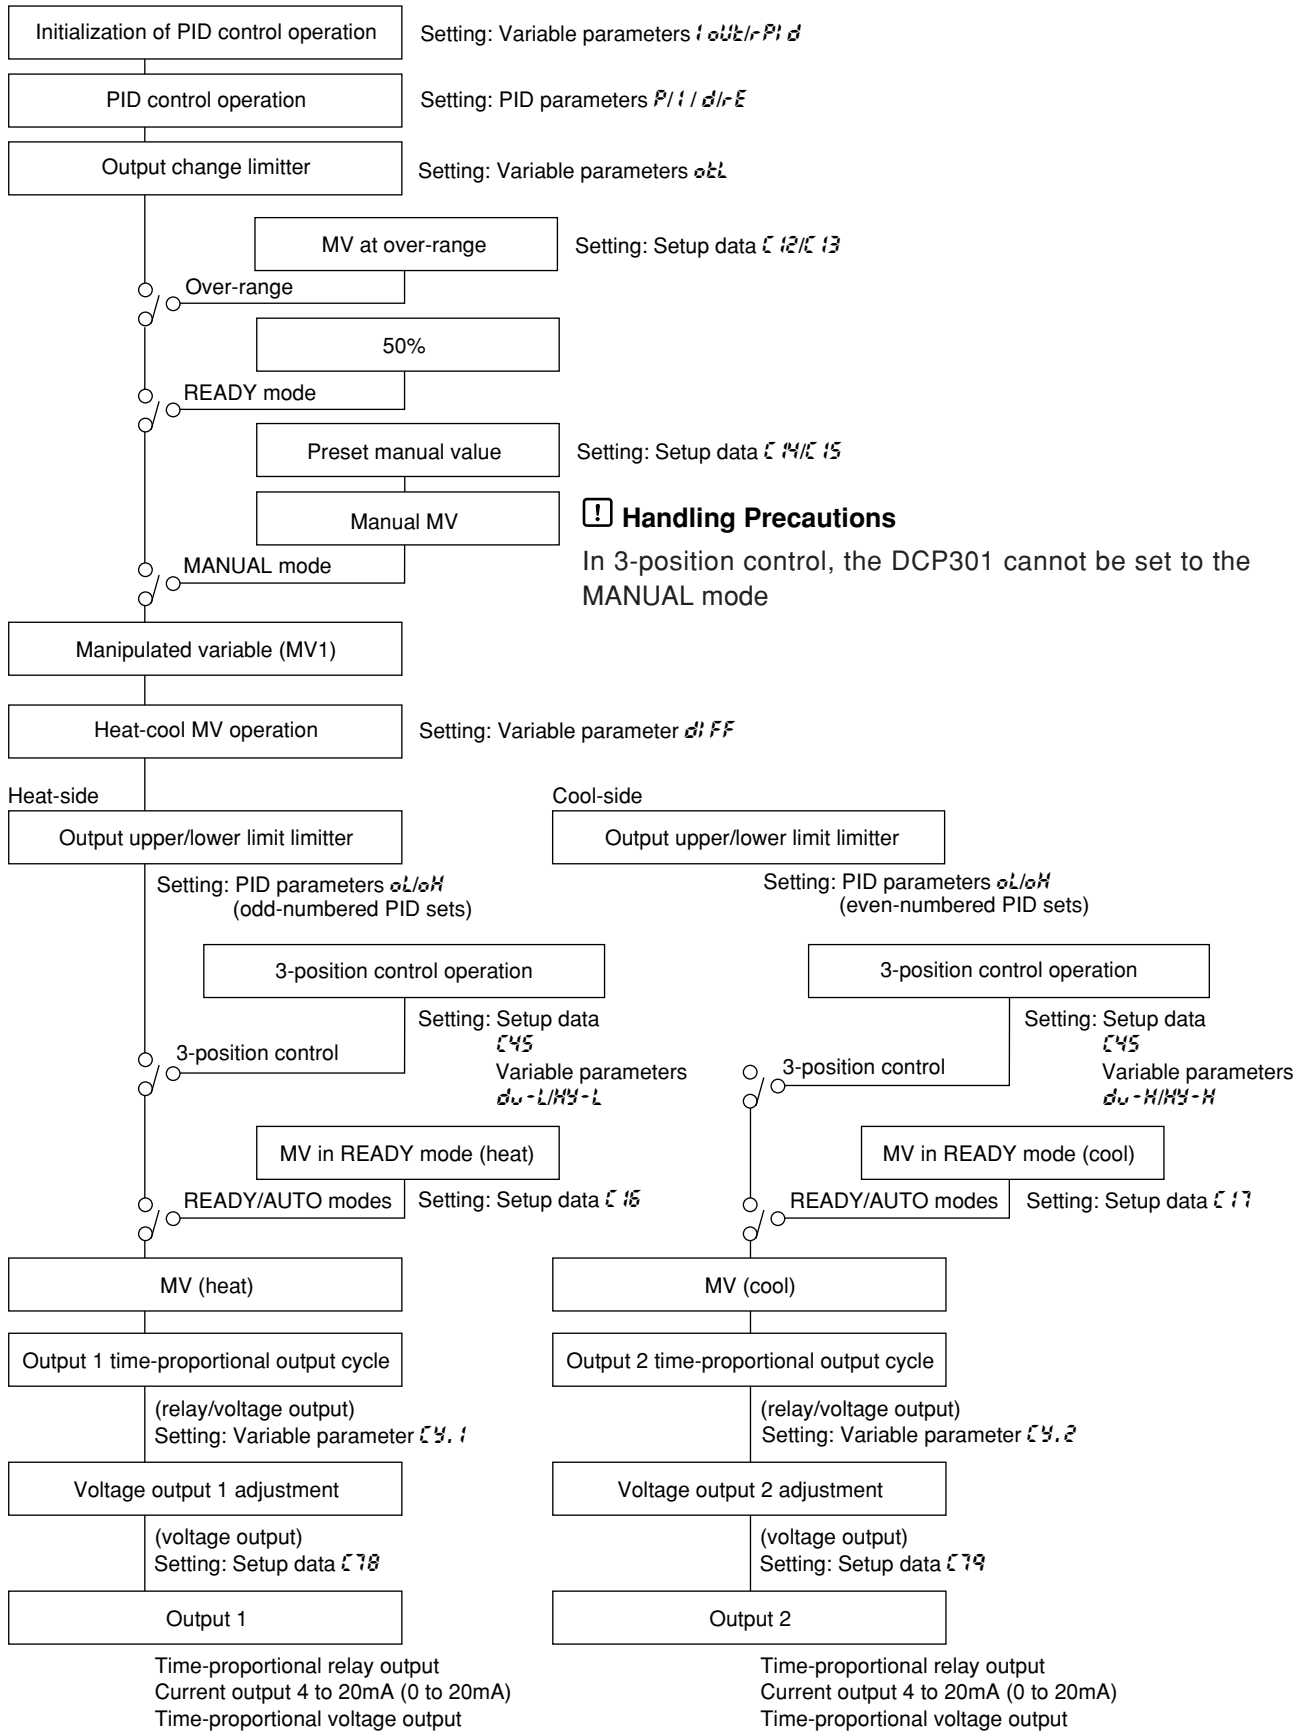 Initialization of PID control operation
Setting: Variable parameters IoUt/rPId
PID control operation
Setting: PID parameters P/I/d/rE
Output change limitter
Setting: Variable parameters otL
MV at over-range
Setting: Setup data C12/C13
Over-range
50%
READY mode
Preset manual value
Setting: Setup data C14/C15
Manual MV
! Handling Precautions
In 3-position control, the DCP301 cannot be set to the
MANUAL mode
MANUAL mode
Manipulated variable (MV1)
Heat-cool MV operation
Setting: Variable parameter dIFF
Heat-side
Cool-side
Output upper/lower limit limitter
Output upper/lower limit limitter
Setting: PID parameters oL/oH
(odd-numbered PID sets)
Setting: PID parameters oL/oH
(even-numbered PID sets)
3-position control operation
3-position control operation
Setting: Setup data
C45
Variable parameters
dv-L/HY-L
3-position control
Setting: Setup data
C45
Variable parameters
dv-H/HY-H
3-position control
MV in READY mode (heat)
MV in READY mode (cool)
READY/AUTO modes
Setting: Setup data C16
READY/AUTO modes
Setting: Setup data C17
MV (heat)
MV (cool)
Output 1 time-proportional output cycle
Output 2 time-proportional output cycle
(relay/voltage output)
Setting: Variable parameter CY.1
(relay/voltage output)
Setting: Variable parameter CY.2
Voltage output 1 adjustment
Voltage output 2 adjustment
(voltage output)
Setting: Setup data C78
(voltage output)
Setting: Setup data C79
Output 1
Output 2
Time-proportional relay output
Current output 4 to 20mA (0 to 20mA)
Time-proportional voltage output
Time-proportional relay output
Current output 4 to 20mA (0 to 20mA)
Time-proportional voltage output